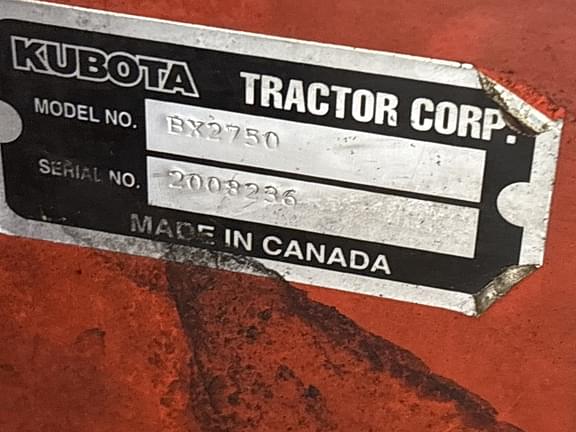 KUBOTA TRACTOR CORP.
MODEL NO. BX2750
SERIAL NO. 2008236
MADE IN CANADA